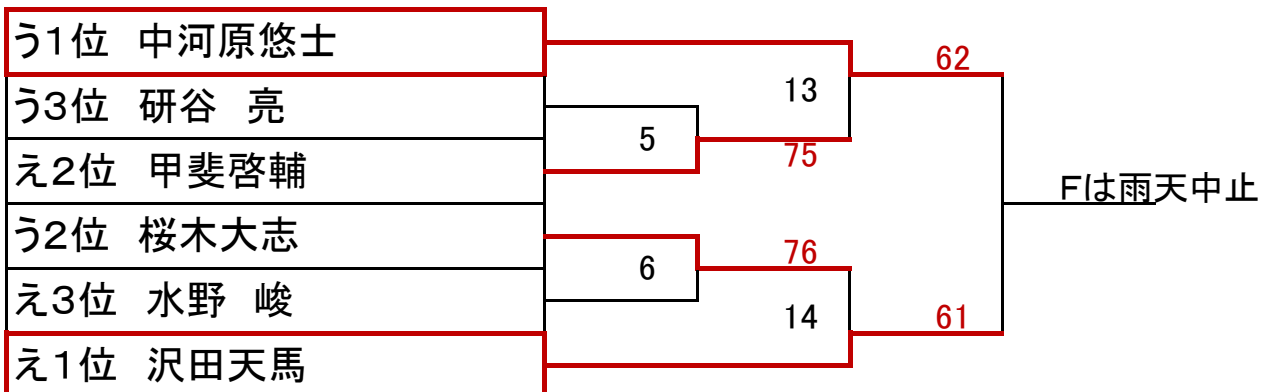 う1位 中河原悠士
う3位 研谷 亮
え2位 甲斐啓輔
う2位 桜木大志
え3位 水野 峻
え1位 沢田天馬
5
6
13
75
76
14
62
61
Fは雨天中止